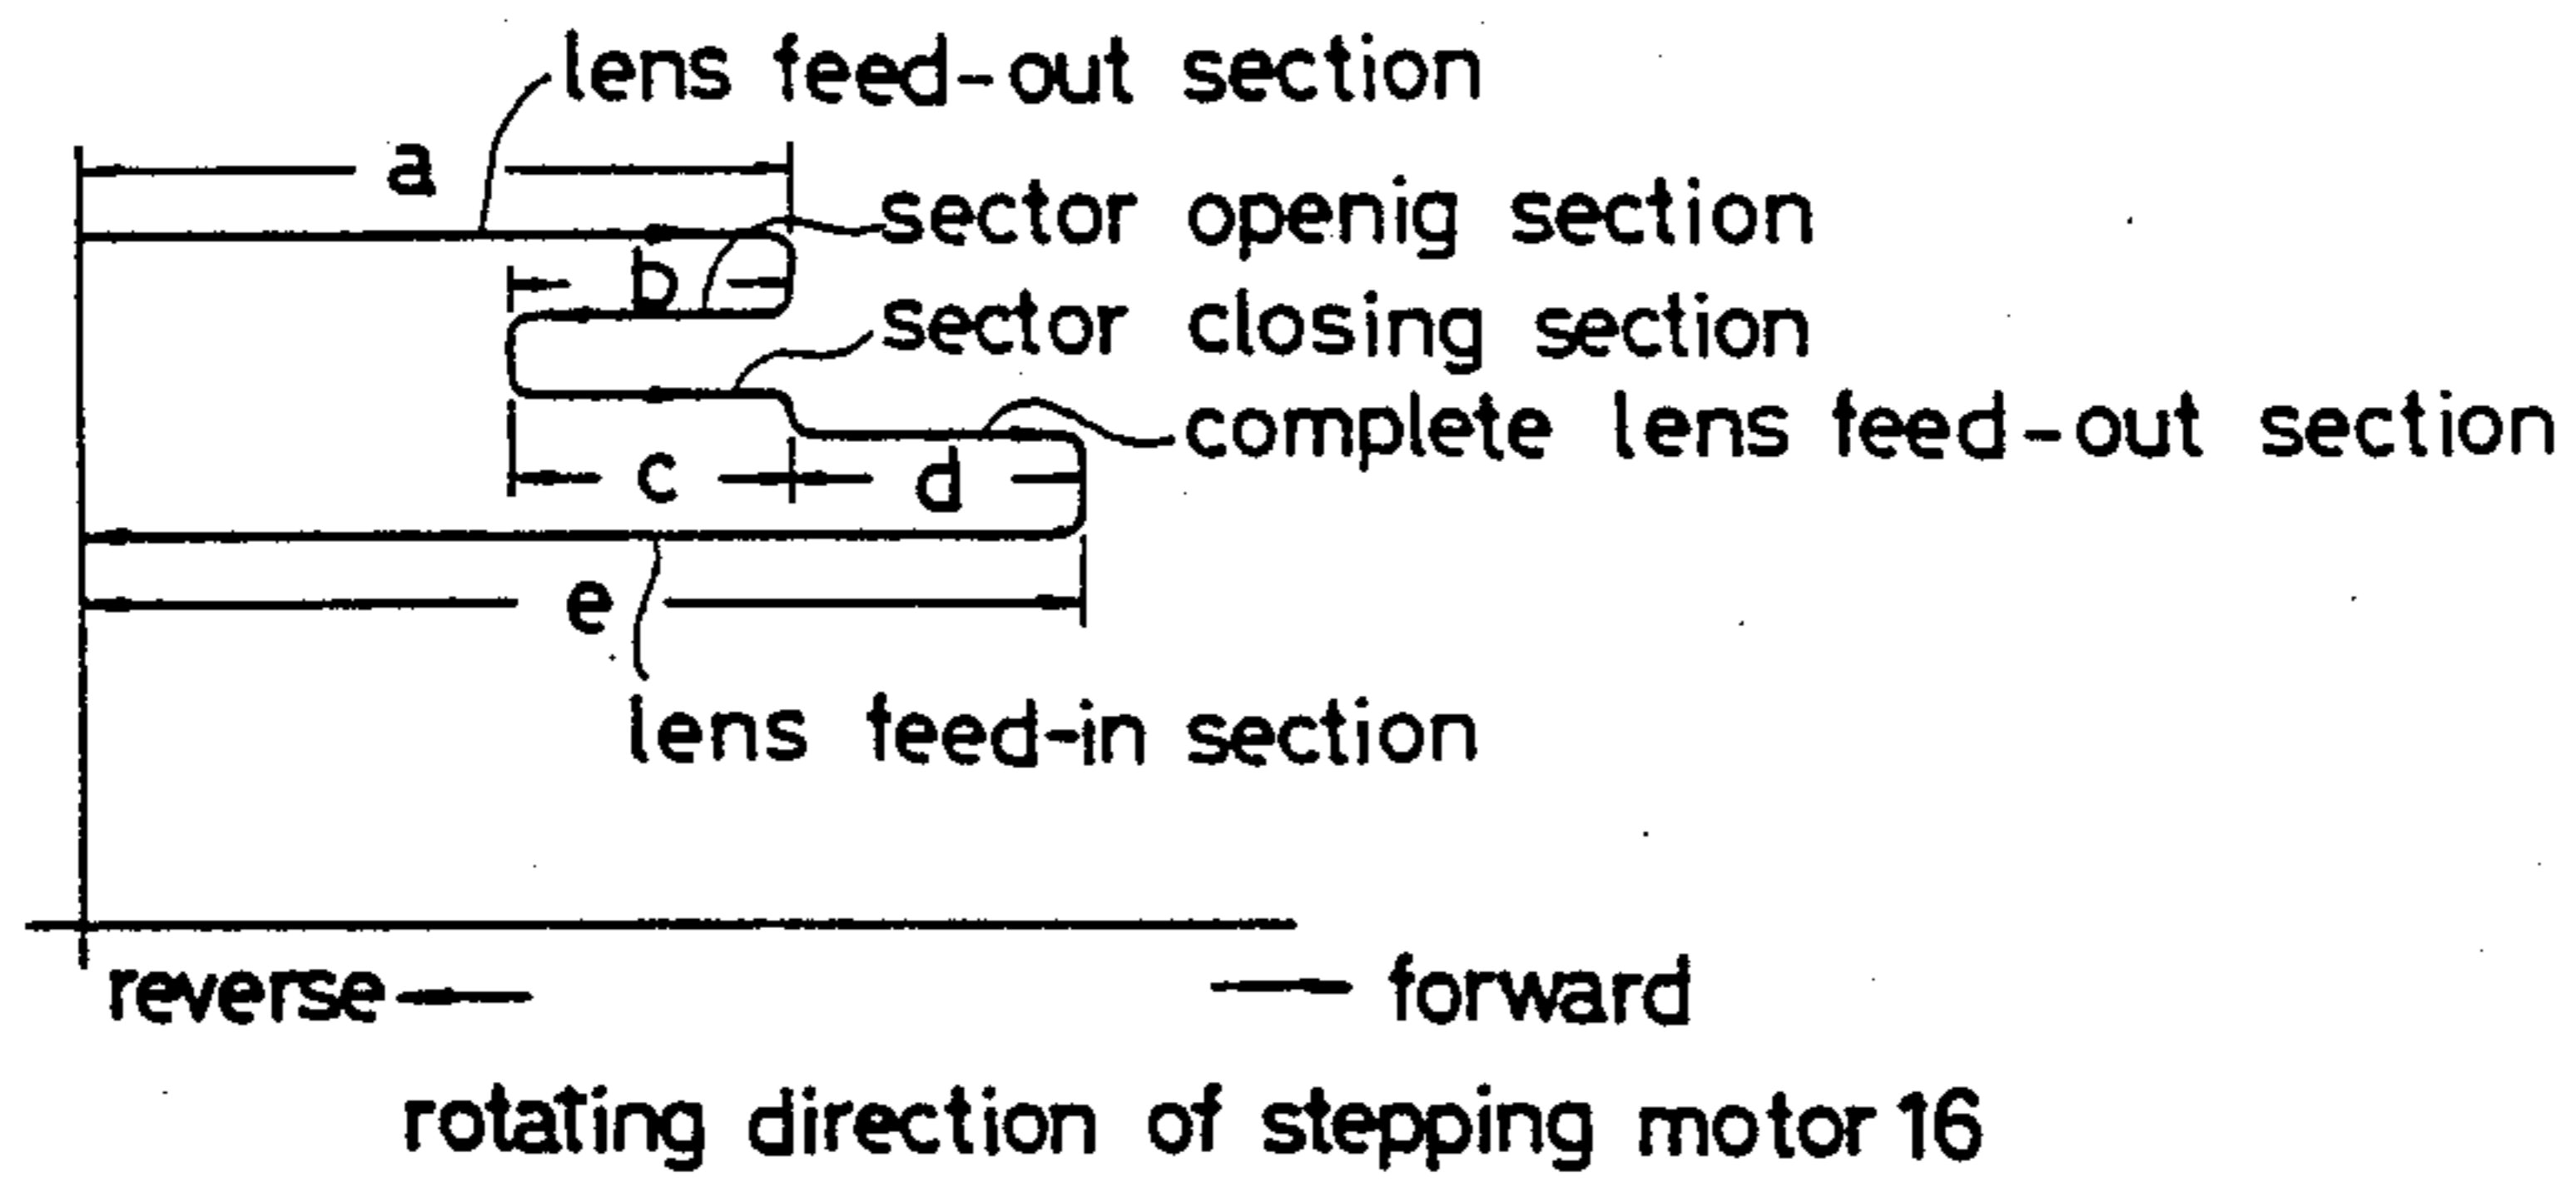 lens feed-out section
a
sector openig section
b
sector closing section
complete lens feed-out section
c
d
e
lens feed-in section
reverse
forward
rotating direction of stepping motor 16